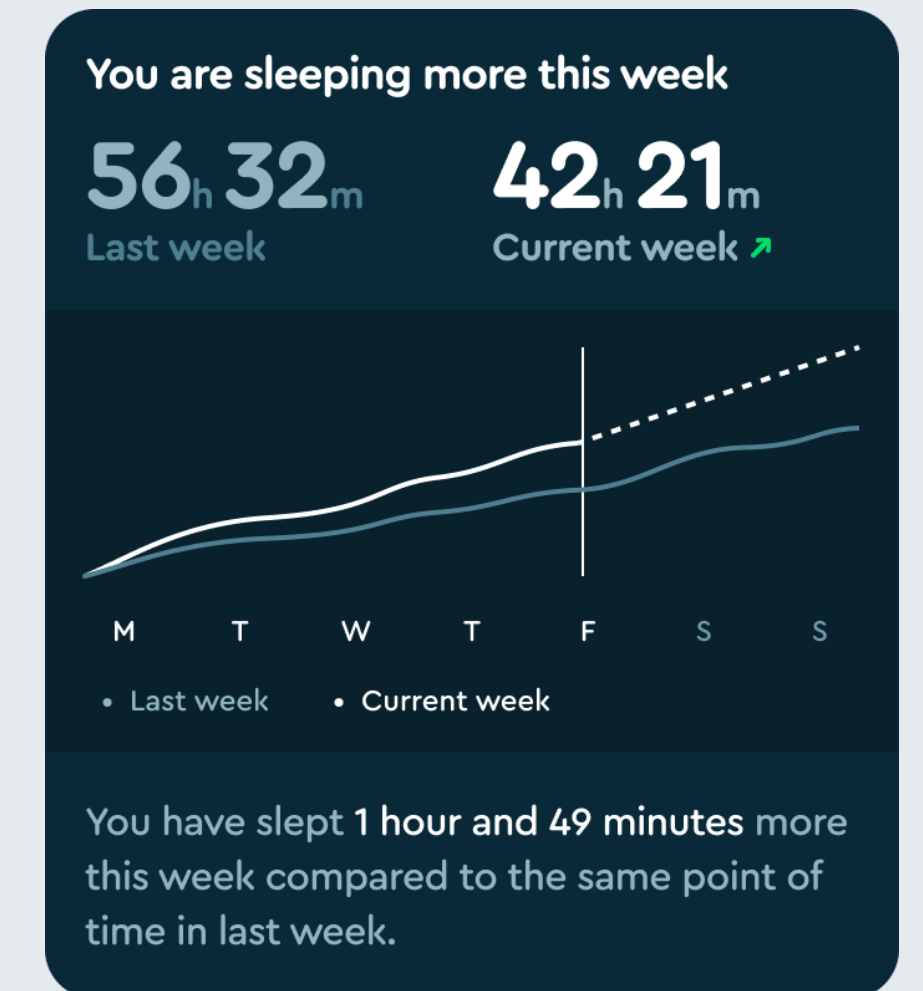 You are sleeping more this week
56h 32m 42h 21m
Last week Current week ↗
M T W T F S S
• Last week • Current week
You have slept 1 hour and 49 minutes more
this week compared to the same point of
time in last week.